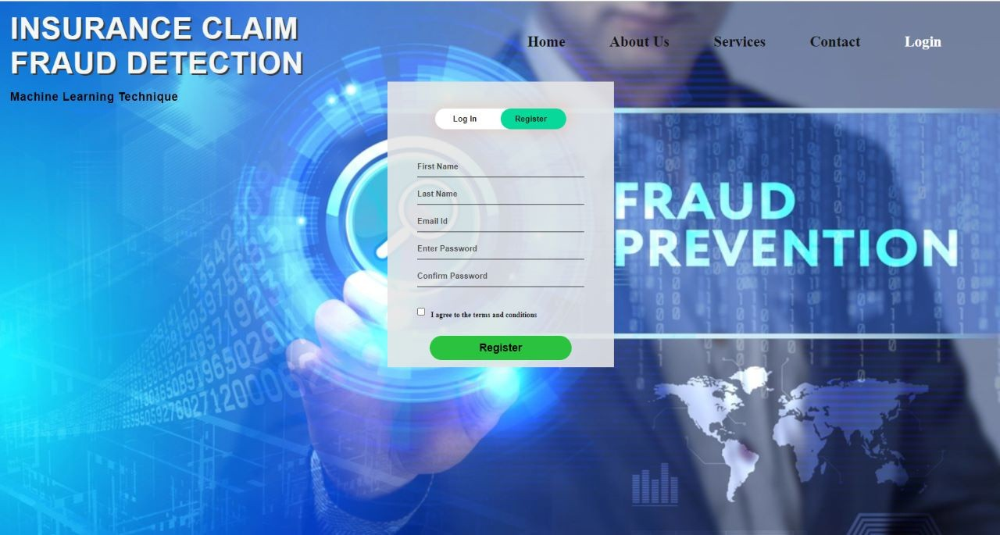 INSURANCE CLAIM
FRAUD DETECTION
Machine Learning Technique
Home About Us Services Contact Login
Log In Register
First Name
Last Name
Email Id
Enter Password
Confirm Password
I agree to the terms and conditions
Register
FRAUD
PREVENTION